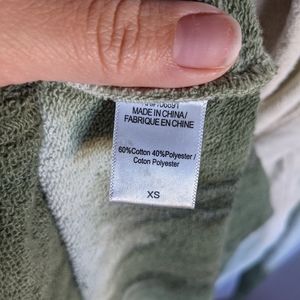 MADE IN CHINA/
FABRIQUE EN CHINE
60%Cotton 40%Polyester /
Coton Polyester
XS